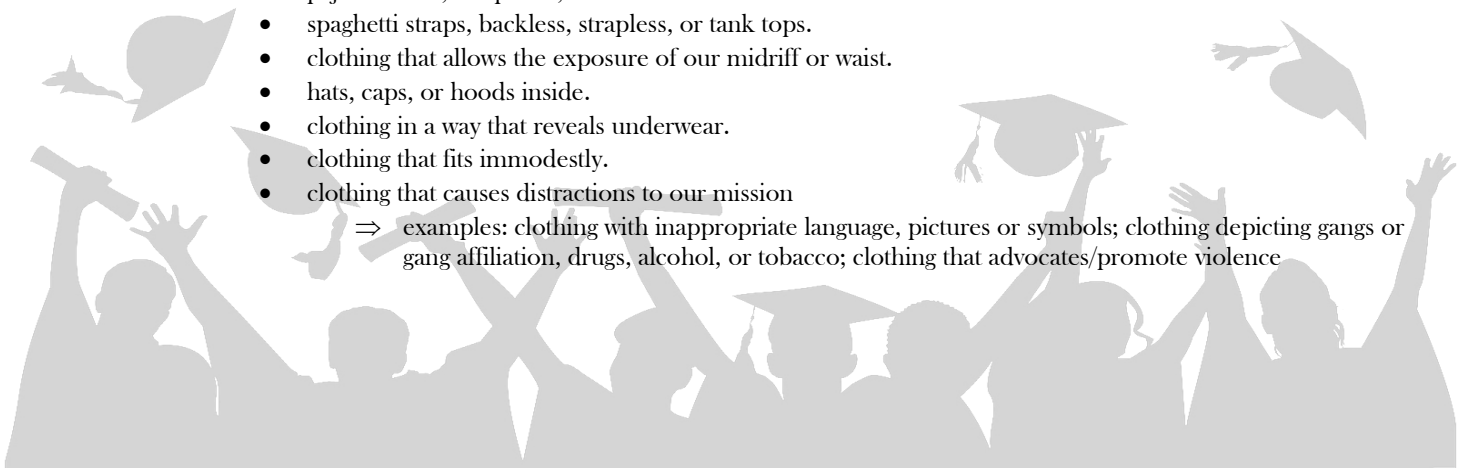 • spaghetti straps, backless, strapless, or tank tops.
• clothing that allows the exposure of our midriff or waist.
• hats, caps, or hoods inside.
• clothing in a way that reveals underwear.
• clothing that fits immodestly.
• clothing that causes distractions to our mission
⇒ examples: clothing with inappropriate language, pictures or symbols; clothing depicting gangs or
gang affiliation, drugs, alcohol, or tobacco; clothing that advocates/promote violence